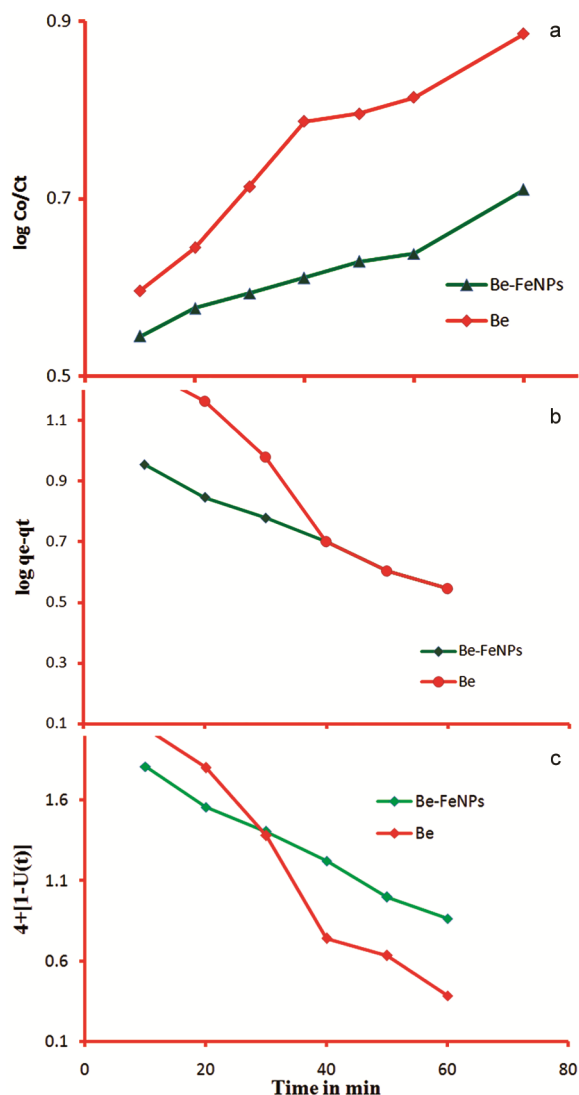 0.9
a
log Co/Ct
0.7
Be-FeNPs
Be
0.5
1.1
b
0.9
log qe-qt
0.7
0.5
Be-FeNPs
0.3
Be
0.1
c
1.6
Be-FeNPs
Be
4+[1-U(t)]
1.1
0.6
0.1
0 20 40 60 80
Time in min